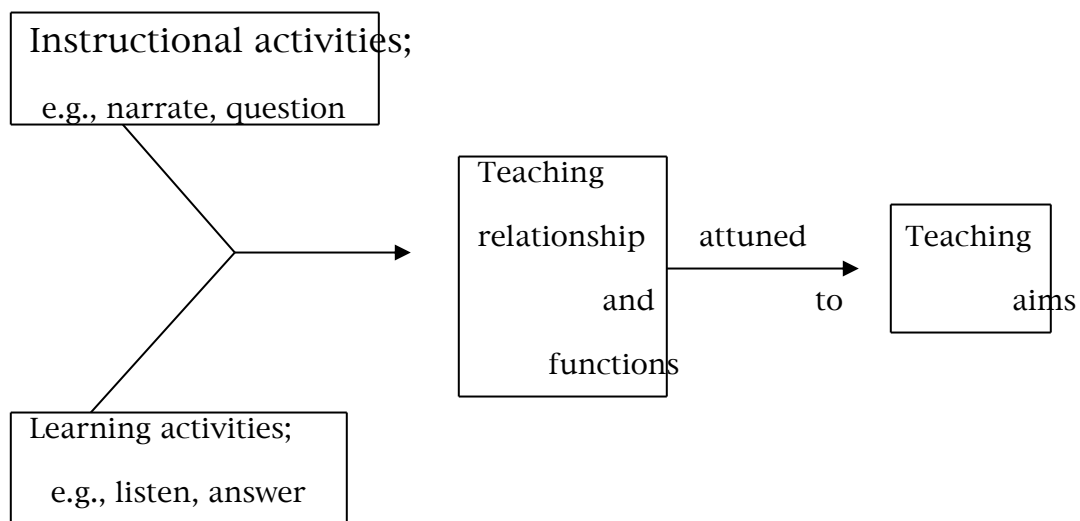 Instructional activities;
e.g., narrate, question
Teaching
relationship
and
functions
attuned
to
Teaching
aims
Learning activities;
e.g., listen, answer